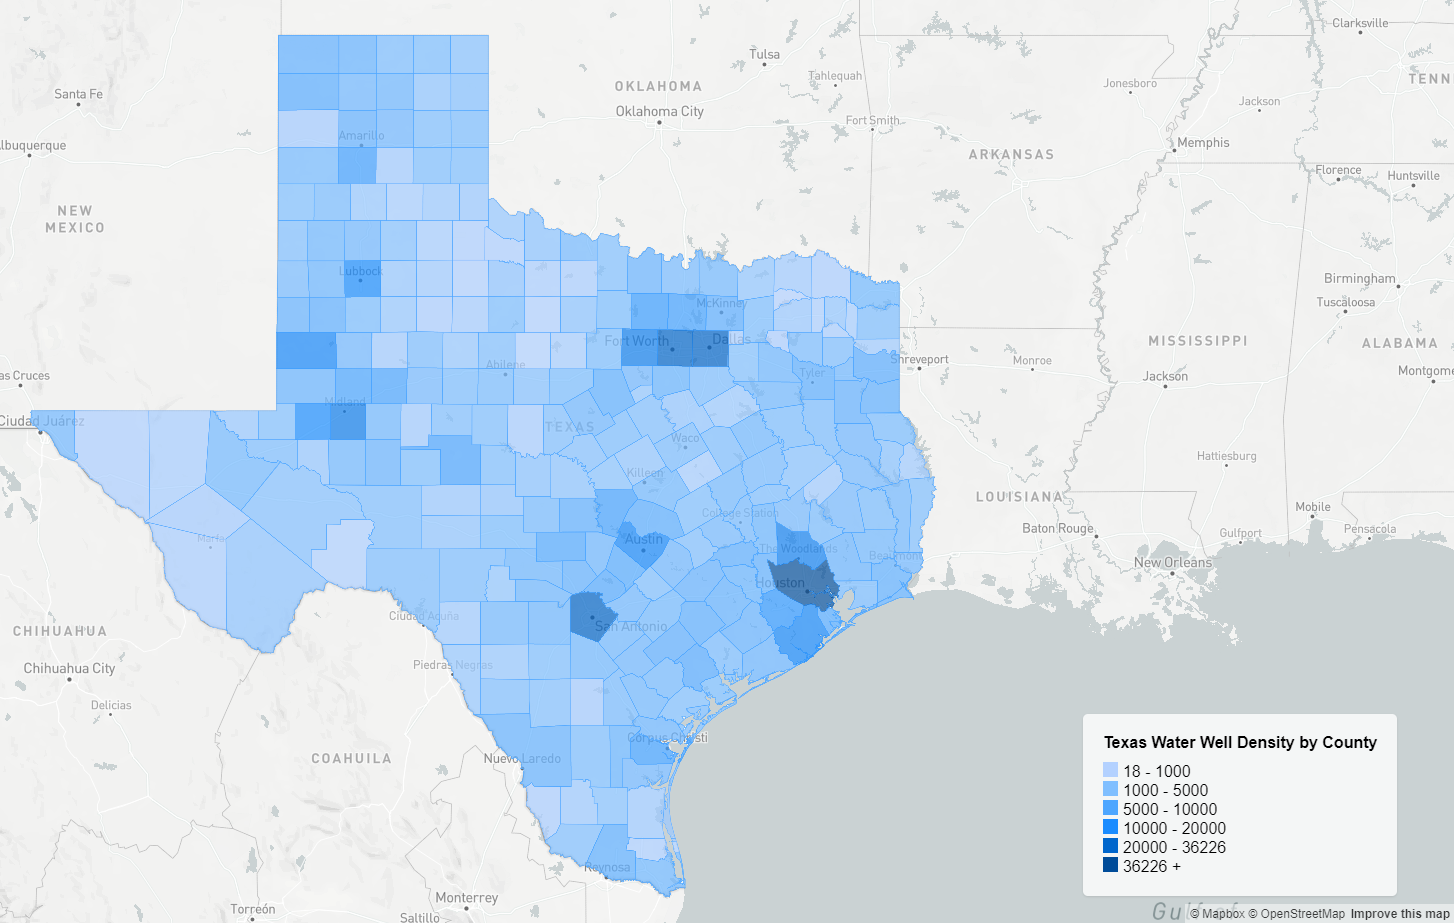 Clarksville
Tulsa
Tahlequah
Jonesboro
TENN
OKLAHOMA
Santa Fe
Oklahoma City
Jackson
Fort Smith
Amarillo
lbuquerque
Memphis
ARKANSAS
Florence
Huntsville
NEW
MEXICO
Lubbock
Birmingham
McKinney
Tuscaloosa
Fort Worth
Dallas
MISSISSIPPI
ALABAMA
Abilene
Shreveport
Monroe
as Cruces
Tyler
Jackson
Montgome
Midland
Ciudad Juárez
TEXAS
Waco
Hattiesburg
Killeen
LOUISIANA
College Station
Mobile
Baton Rouge
Gulfport
Pensacola
Marfa
Austin
The Woodlands
Beaumont
New Orleans
Houston
Ciudad Acuña
San Antonio
CHIHUAHUA
Chihuahua City
Piedras Negras
Delicias
Corpus Christi
COAHUILA
Nuevo Laredo
Texas Water Well Density by County
18 - 1000
1000 - 5000
5000 - 10000
10000 - 20000
20000 - 36226
36226 +
Reynosa
Monterrey
Torreón
Saltillo
Gulf of
© Mapbox © OpenStreetMap Improve this map